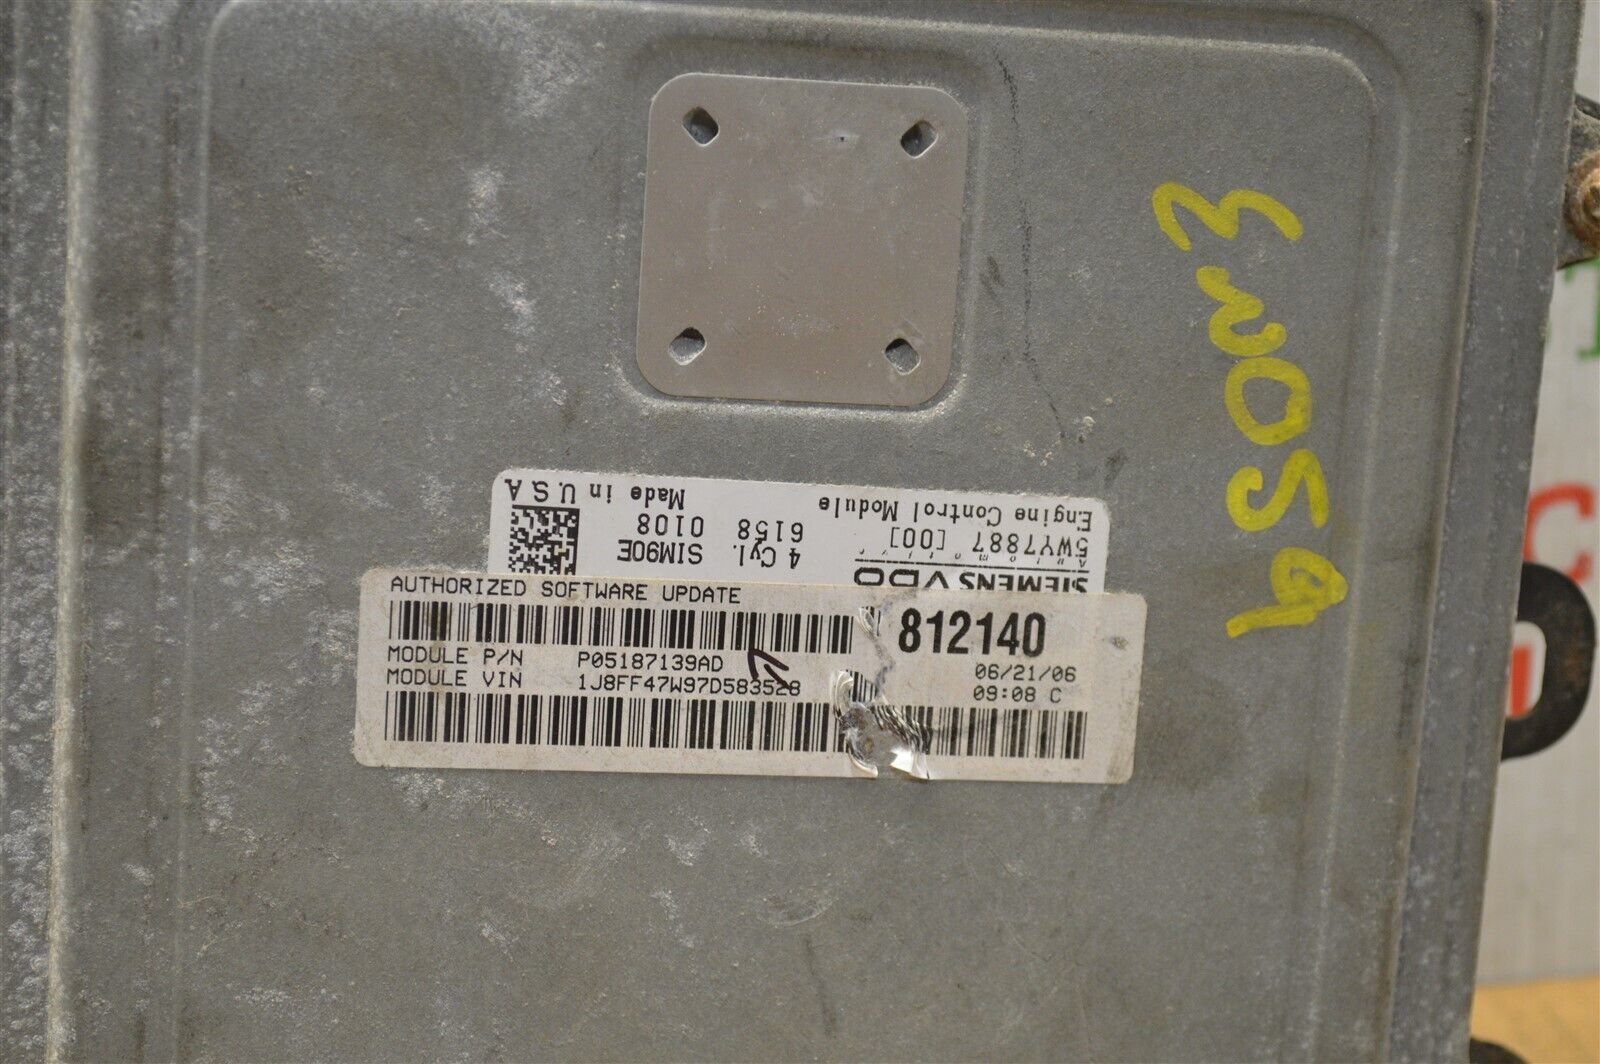 AUTHORIZED SOFTWARE UPDATE
812140
MODULE P/N P05187139AD
06/21/06
MODULE VIN 1J8FF47W97D583528
09:08 C
SIEMENS VDO
Automotive
5WY7887 [00]
Engine Control Module
SIM90E
4 Cyl.
0108
6158
Made in U.S.A